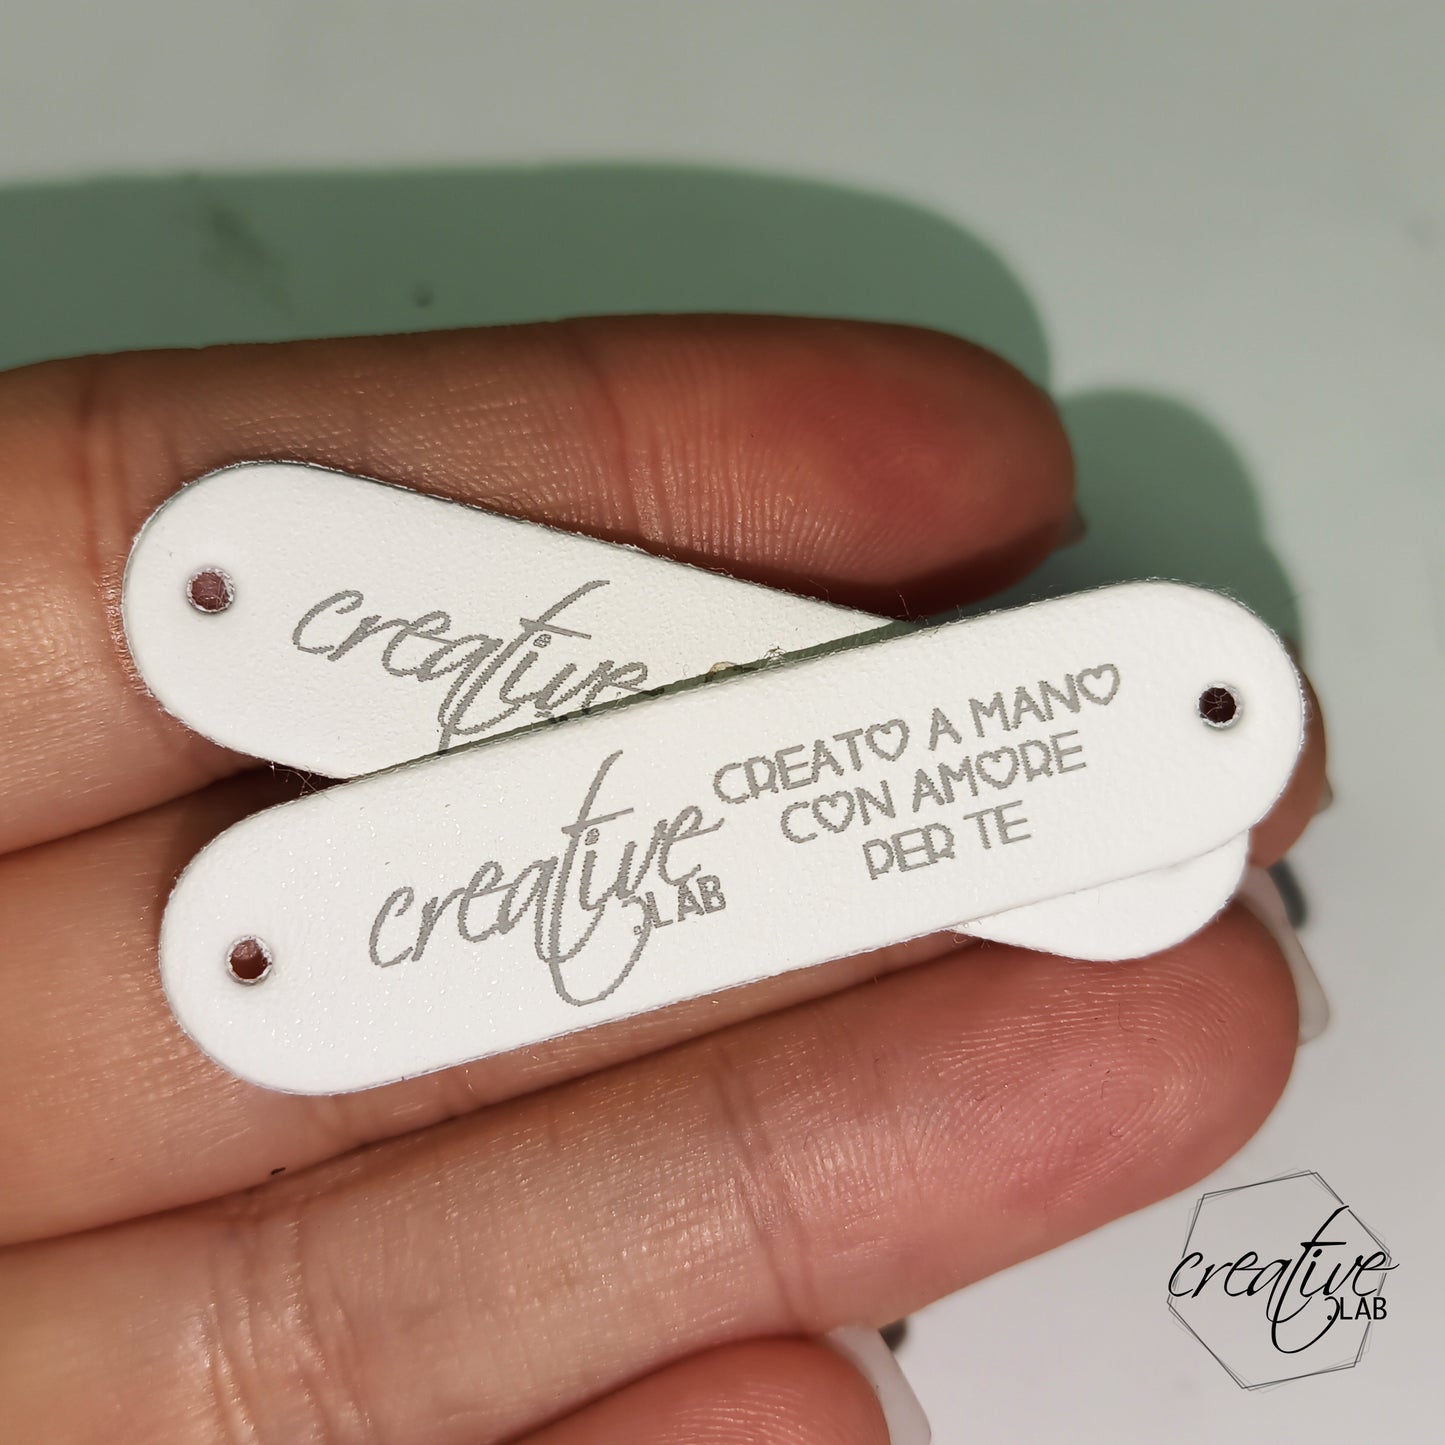 creative
creative
.LAB
CREATO A MANO
CON AMORE
PER TE
creative
.LAB